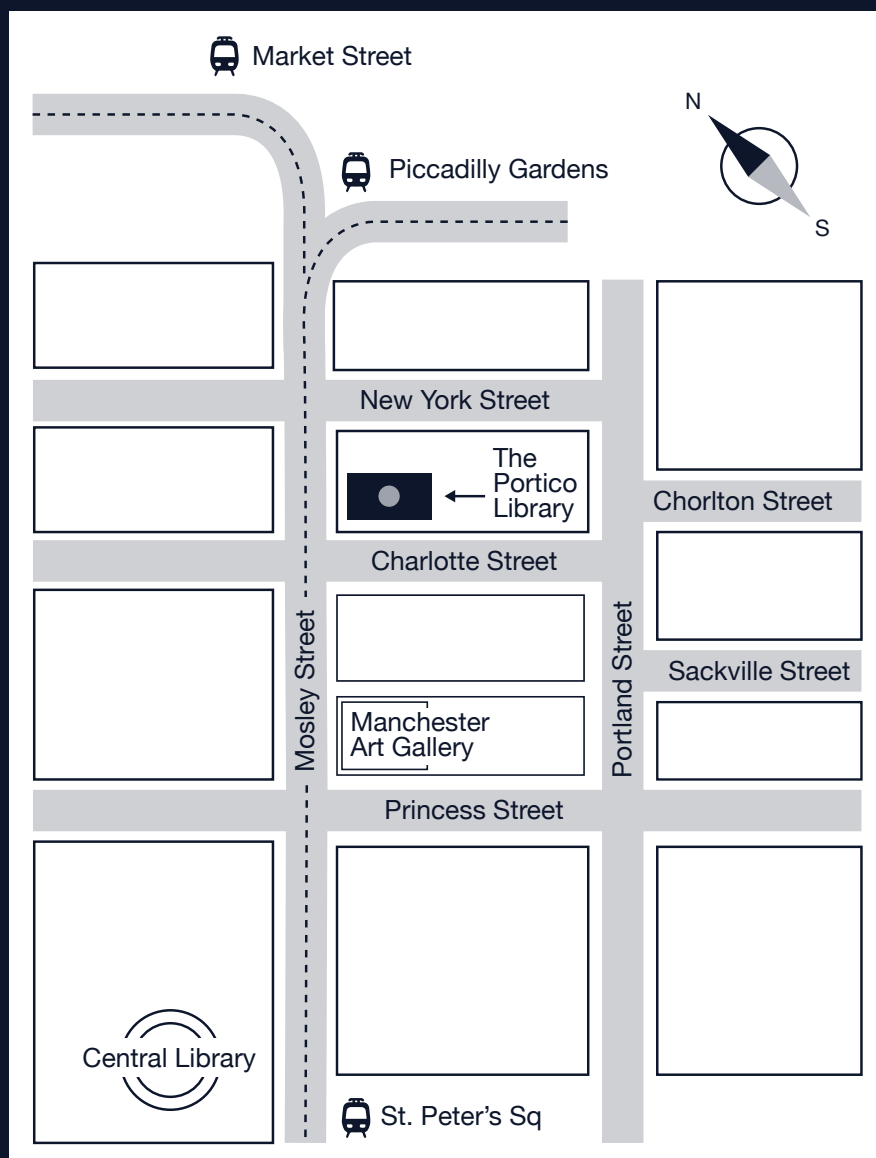 Market Street
N
Piccadilly Gardens
S
New York Street
The
Portico
Library
Chorlton Street
Charlotte Street
Mosley Street
Portland Street
Sackville Street
Manchester
Art Gallery
Princess Street
Central Library
St. Peter’s Sq